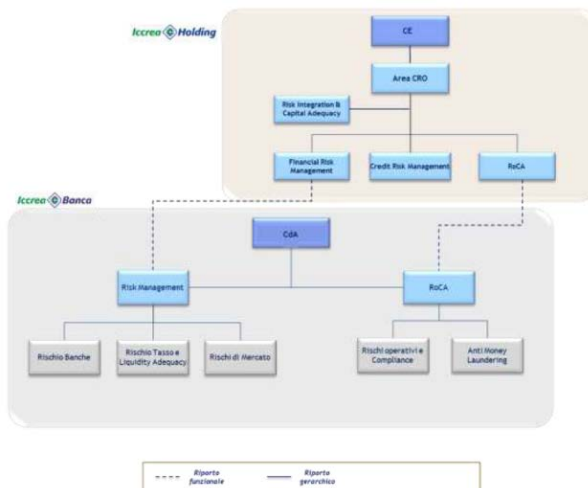 Iccrea Holding
CE
Area CRO
Risk Integration &
Capital Adequacy
Financial Risk
Management
Credit Risk Management
RoCA
Iccrea Banca
CdA
Risk Management
RoCA
Rischio Banche
Rischio Tasso e
Liquidity Adequacy
Rischi di Mercato
Rischi operativi e
Compliance
Anti Money
Laundering
Riporto
funzionale
Riporto
gerarchico